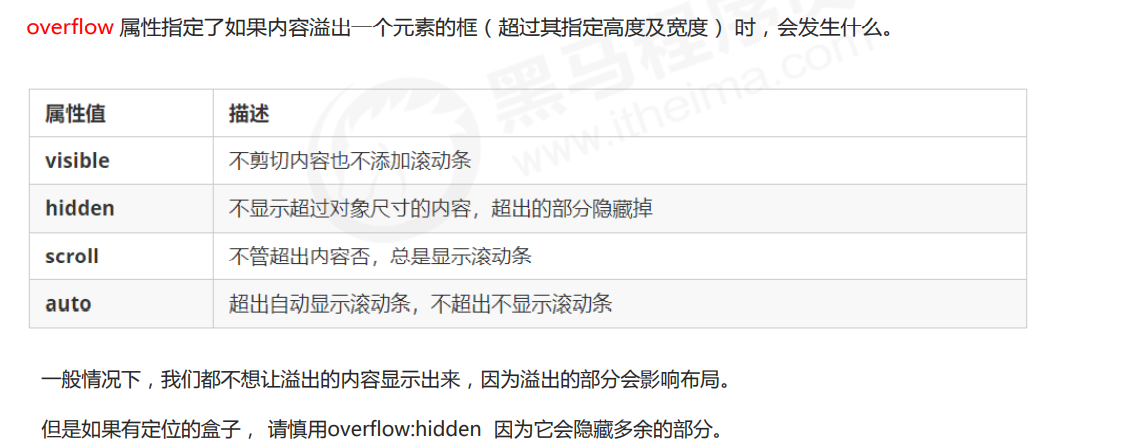 overflow 属性指定了如果内容溢出一个元素的框（超过其指定高度及宽度 ）时，会发生什么。
黑马程序员
www.itheima.com
属性值 描述
visible 不剪切内容也不添加滚动条
hidden 不显示超过对象尺寸的内容，超出的部分隐藏掉
scroll 不管超出内容否，总是显示滚动条
auto 超出自动显示滚动条，不超出不显示滚动条
一般情况下，我们都不想让溢出的内容显示出来，因为溢出的部分会影响布局。
但是如果有定位的盒子， 请慎用overflow:hidden 因为它会隐藏多余的部分。